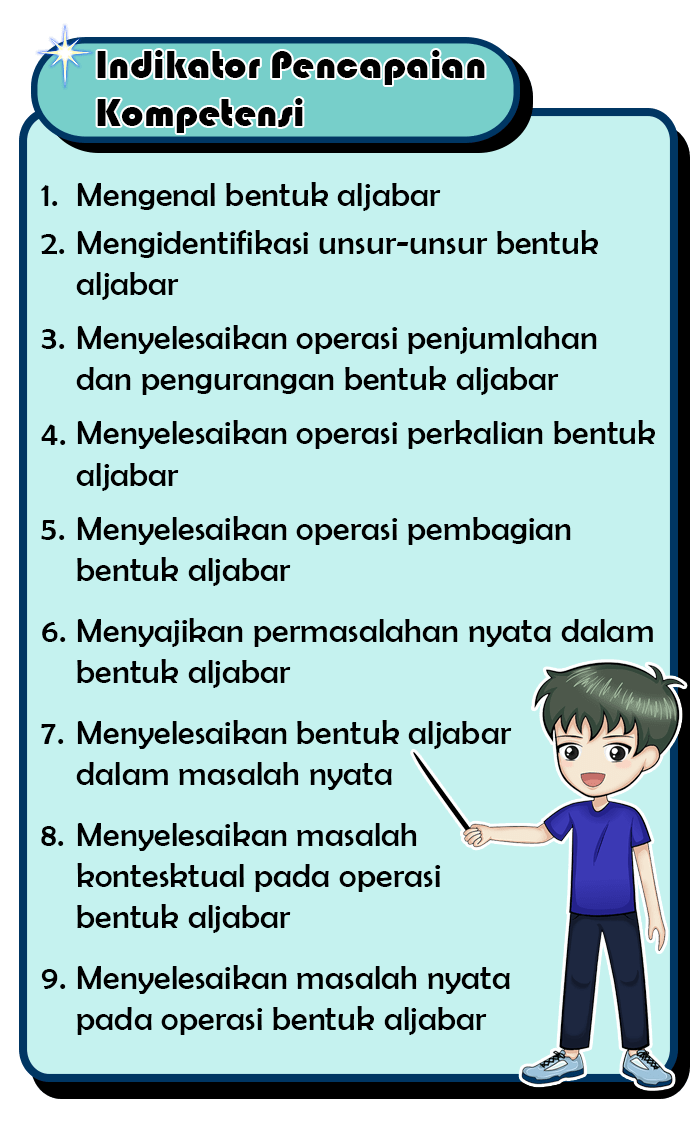 Indikator Pencapaian
Kompetensi
1. Mengenal bentuk aljabar
2. Mengidentifikasi unsur-unsur bentuk
aljabar
3. Menyelesaikan operasi penjumlahan
dan pengurangan bentuk aljabar
4. Menyelesaikan operasi perkalian bentuk
aljabar
5. Menyelesaikan operasi pembagian
bentuk aljabar
6. Menyajikan permasalahan nyata dalam
bentuk aljabar
7. Menyelesaikan bentuk aljabar
dalam masalah nyata
8. Menyelesaikan masalah
kontesktual pada operasi
bentuk aljabar
9. Menyelesaikan masalah nyata
pada operasi bentuk aljabar